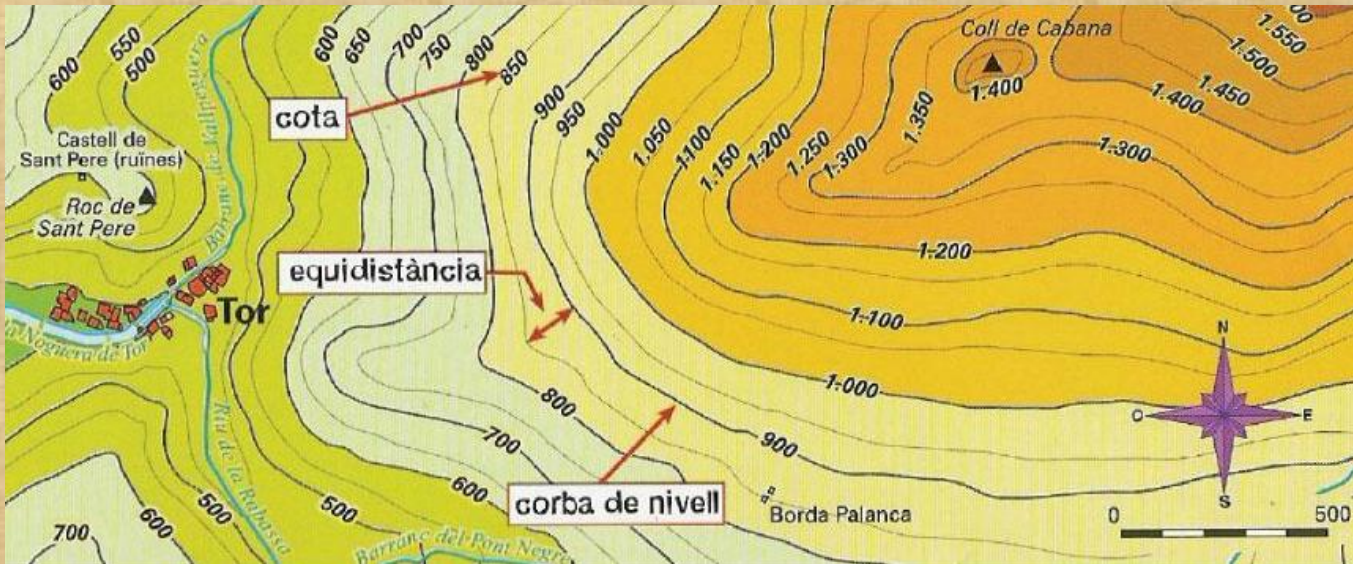 600
550
500
Barranc de Vallpeguera
600
650
700
750
800
850
900
950
1.000
1.050
1.100
1.150
1.200
1.250
1.300
1.350
Coll de Cabana
1.400
1.550
1.500
1.450
1.400
1.300
cota
Castell de
Sant Pere (ruïnes)
Roc de
Sant Pere
1.200
equidistància
Tor
Noguera de Tor
1.100
1.000
N
O
E
S
Riu de la Rabassa
800
700
900
600
corba de nivell
500
500
600
700
Borda Palanca
Barranc del Pont Negre
0
500